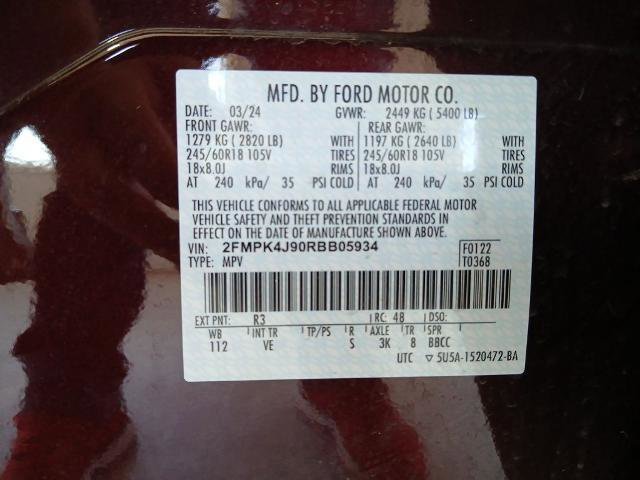 MFD. BY FORD MOTOR CO.
DATE: 03/24 GVWR: 2449 KG ( 5400 LB)
FRONT GAWR: REAR GAWR:
1279 KG ( 2820 LB) WITH 1197 KG ( 2640 LB) WITH
245/60R18 105V TIRES 245/60R18 105V TIRES
18x8.0J RIMS 18x8.0J RIMS
AT 240 kPa/ 35 PSI COLD AT 240 kPa/ 35 PSI COLD
THIS VEHICLE CONFORMS TO ALL APPLICABLE FEDERAL MOTOR
VEHICLE SAFETY AND THEFT PREVENTION STANDARDS IN
EFFECT ON THE DATE OF MANUFACTURE SHOWN ABOVE.
VIN: 2FMPK4J90RBB05934 F0122
TYPE: MPV T0368
EXT PNT: R3 RC: 48 DSO:
WB INT TR TP/PS R AXLE TR SPR
112 VE S 3K 8 BBCC
UTC ▽ 5U5A-1520472-BA